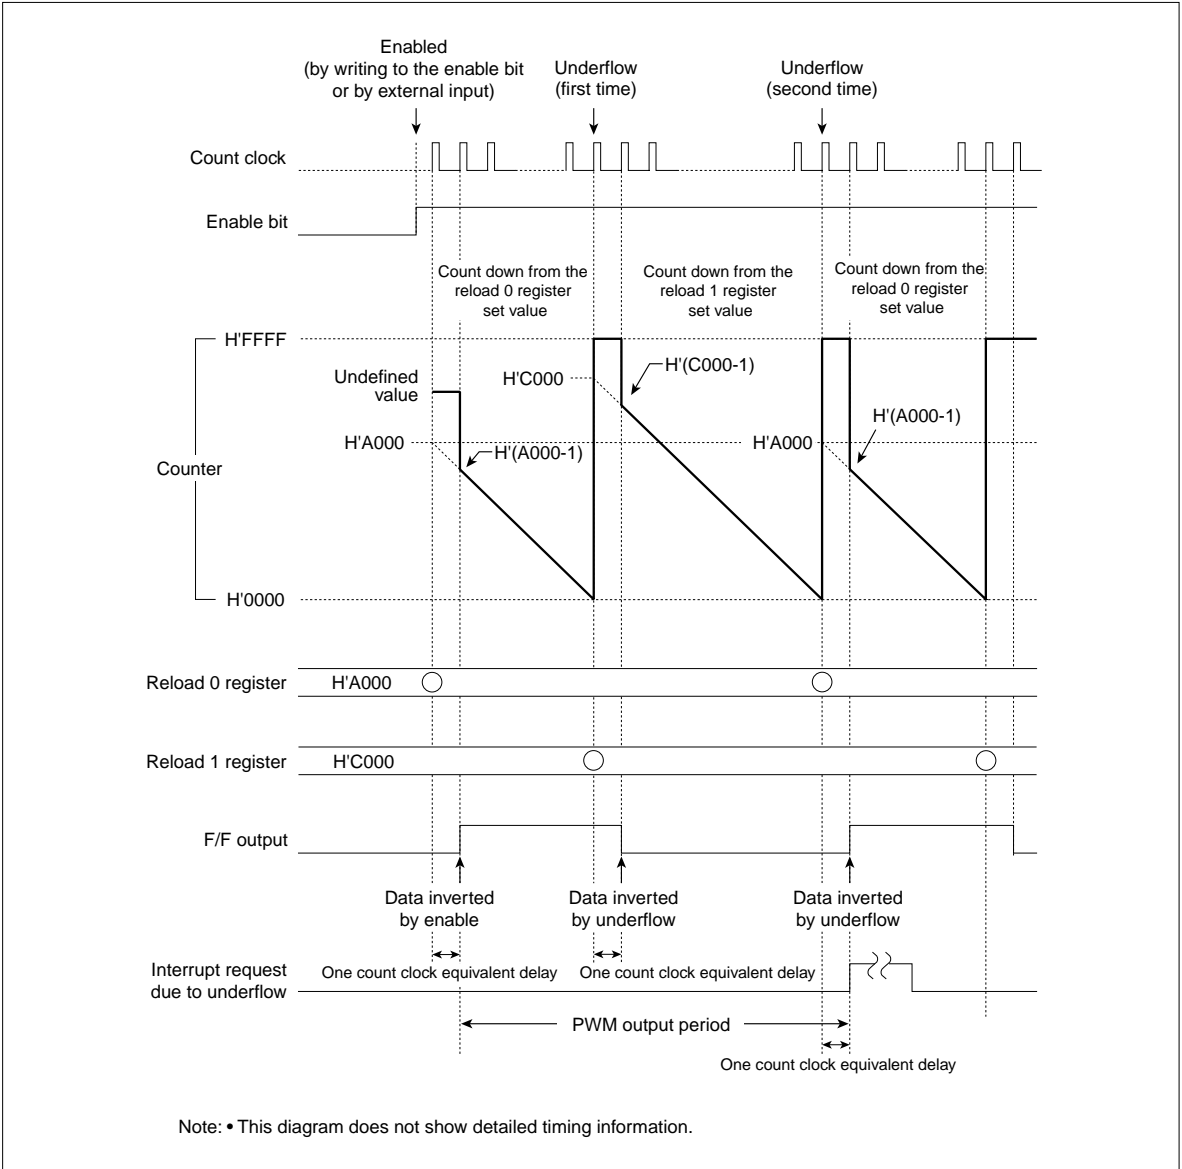 Enabled
(by writing to the enable bit
or by external input)
Underflow
(first time)
Underflow
(second time)
Count clock
Enable bit
Count down from the
reload 0 register
set value
Count down from the
reload 1 register
set value
Count down from the
reload 0 register
set value
H'FFFF
Undefined
value
H'C000
H'(C000-1)
H'A000
H'(A000-1)
H'A000
H'(A000-1)
Counter
H'0000
Reload 0 register
H'A000
Reload 1 register
H'C000
F/F output
Data inverted
by enable
Data inverted
by underflow
Data inverted
by underflow
Interrupt request
due to underflow
One count clock equivalent delay
One count clock equivalent delay
PWM output period
One count clock equivalent delay
Note: • This diagram does not show detailed timing information.